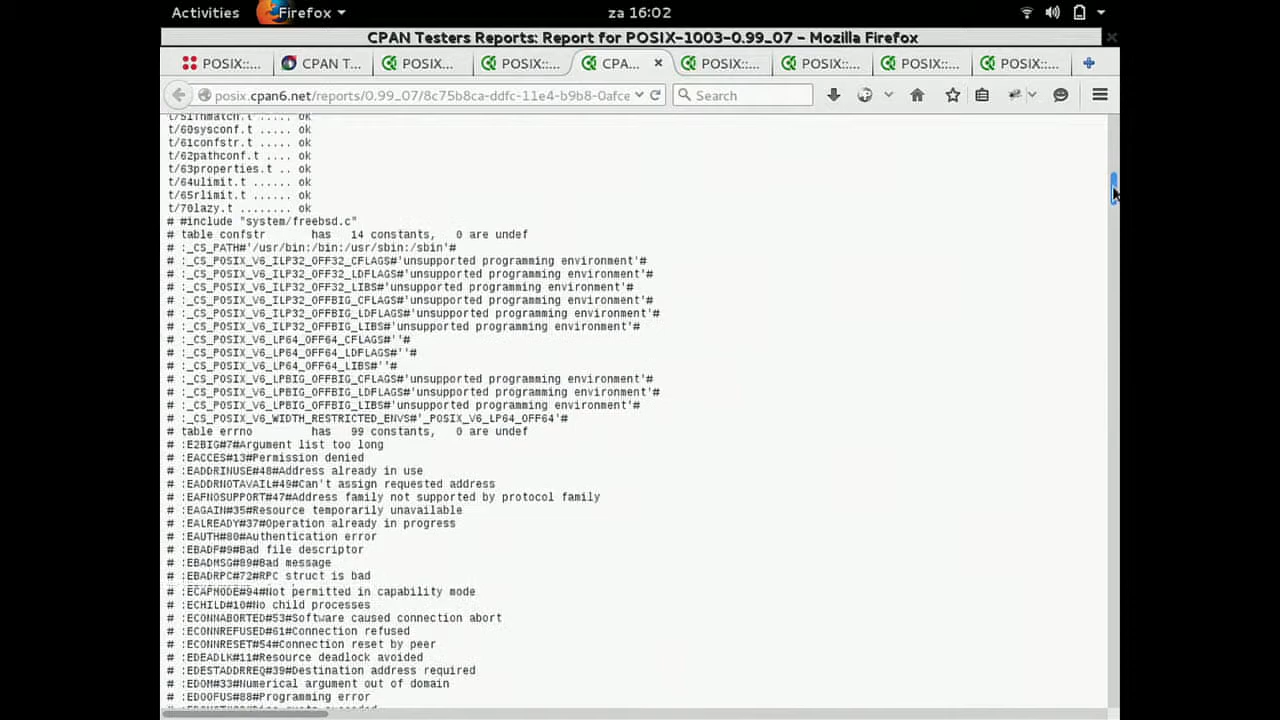 Activities Firefox za 16:02
CPAN Testers Reports: Report for POSIX-1003-0.99_07 – Mozilla Firefox
POSIX::... CPAN T... POSIX... POSIX::... CPA... POSIX::... POSIX::... POSIX::... POSIX::...
posix.cpan6.net/reports/0.99_07/8c75b8ca-ddfc-11e4-b9b8-0afce Search
t/51fnmatch.t ..... ok
t/60sysconf.t ..... ok
t/61confstr.t ..... ok
t/62pathconf.t .... ok
t/63properties.t .. ok
t/64ulimit.t ...... ok
t/65rlimit.t ...... ok
t/70lazy.t ........ ok
# #include "system/freebsd.c"
# table confstr      has  14 constants,   0 are undef
# :_CS_PATH#'/usr/bin:/bin:/usr/sbin:/sbin'#
# :_CS_POSIX_V6_ILP32_OFF32_CFLAGS#'unsupported programming environment'#
# :_CS_POSIX_V6_ILP32_OFF32_LDFLAGS#'unsupported programming environment'#
# :_CS_POSIX_V6_ILP32_OFF32_LIBS#'unsupported programming environment'#
# :_CS_POSIX_V6_ILP32_OFFBIG_CFLAGS#'unsupported programming environment'#
# :_CS_POSIX_V6_ILP32_OFFBIG_LDFLAGS#'unsupported programming environment'#
# :_CS_POSIX_V6_ILP32_OFFBIG_LIBS#'unsupported programming environment'#
# :_CS_POSIX_V6_LP64_OFF64_CFLAGS#''#
# :_CS_POSIX_V6_LP64_OFF64_LDFLAGS#''#
# :_CS_POSIX_V6_LP64_OFF64_LIBS#''#
# :_CS_POSIX_V6_LPBIG_OFFBIG_CFLAGS#'unsupported programming environment'#
# :_CS_POSIX_V6_LPBIG_OFFBIG_LDFLAGS#'unsupported programming environment'#
# :_CS_POSIX_V6_LPBIG_OFFBIG_LIBS#'unsupported programming environment'#
# :_CS_POSIX_V6_WIDTH_RESTRICTED_ENVS#'_POSIX_V6_LP64_OFF64'#
# table errno        has  99 constants,   0 are undef
# :E2BIG#7#Argument list too long
# :EACCES#13#Permission denied
# :EADDRINUSE#48#Address already in use
# :EADDRNOTAVAIL#49#Can't assign requested address
# :EAFNOSUPPORT#47#Address family not supported by protocol family
# :EAGAIN#35#Resource temporarily unavailable
# :EALREADY#37#Operation already in progress
# :EAUTH#80#Authentication error
# :EBADF#9#Bad file descriptor
# :EBADMSG#89#Bad message
# :EBADRPC#72#RPC struct is bad
# :ECAPMODE#94#Not permitted in capability mode
# :ECHILD#10#No child processes
# :ECONNABORTED#53#Software caused connection abort
# :ECONNREFUSED#61#Connection refused
# :ECONNRESET#54#Connection reset by peer
# :EDEADLK#11#Resource deadlock avoided
# :EDESTADDRREQ#39#Destination address required
# :EDOM#33#Numerical argument out of domain
# :EDOOFUS#88#Programming error